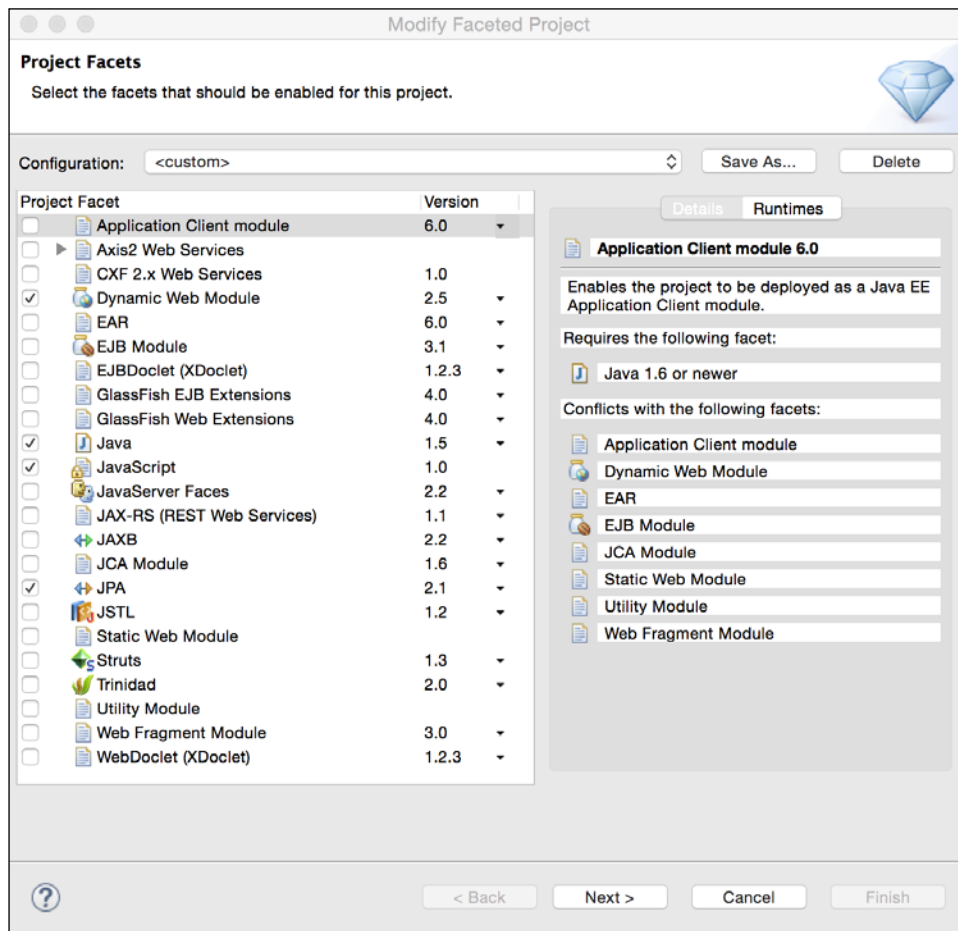 Modify Faceted Project
Project Facets
Select the facets that should be enabled for this project.
Configuration: <custom> Save As... Delete
Project Facet Version
Application Client module 6.0
Axis2 Web Services
CXF 2.x Web Services 1.0
Dynamic Web Module 2.5
EAR 6.0
EJB Module 3.1
EJBDoclet (XDoclet) 1.2.3
GlassFish EJB Extensions 4.0
GlassFish Web Extensions 4.0
Java 1.5
JavaScript 1.0
JavaServer Faces 2.2
JAX-RS (REST Web Services) 1.1
JAXB 2.2
JCA Module 1.6
JPA 2.1
JSTL 1.2
Static Web Module
Struts 1.3
Trinidad 2.0
Utility Module
Web Fragment Module 3.0
WebDoclet (XDoclet) 1.2.3
Details Runtimes
Application Client module 6.0
Enables the project to be deployed as a Java EE
Application Client module.
Requires the following facet:
Java 1.6 or newer
Conflicts with the following facets:
Application Client module
Dynamic Web Module
EAR
EJB Module
JCA Module
Static Web Module
Utility Module
Web Fragment Module
? < Back Next > Cancel Finish